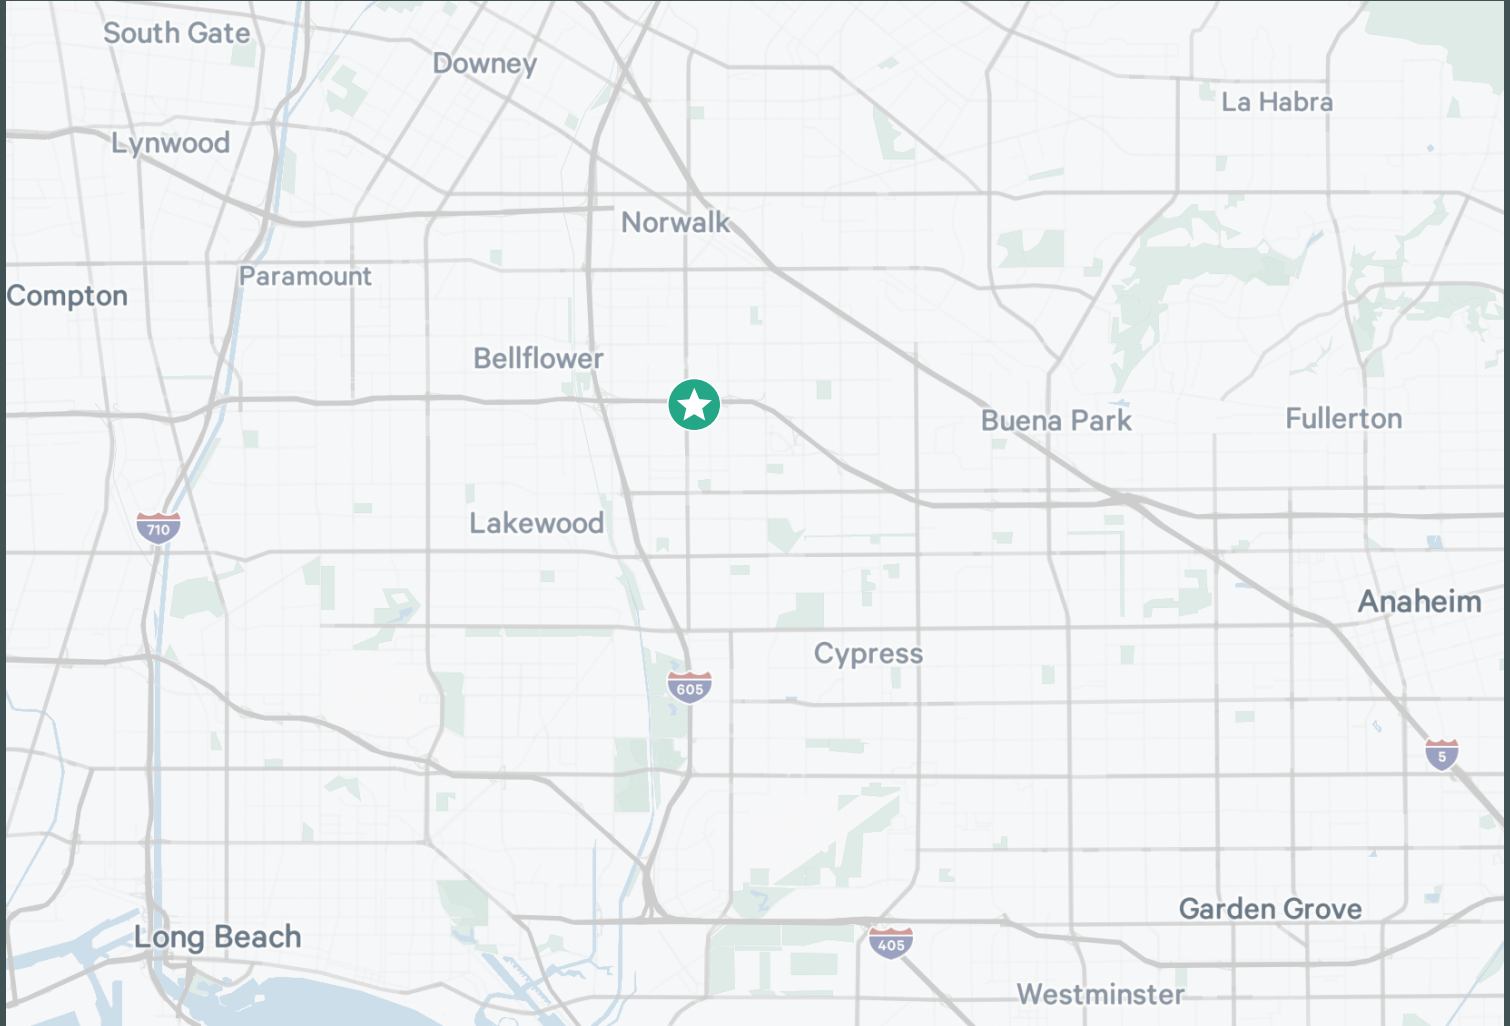 South Gate
Downey
La Habra
Lynwood
Norwalk
Paramount
Compton
Bellflower
Buena Park
Fullerton
Lakewood
710
Anaheim
Cypress
605
5
Garden Grove
Long Beach
405
Westminster